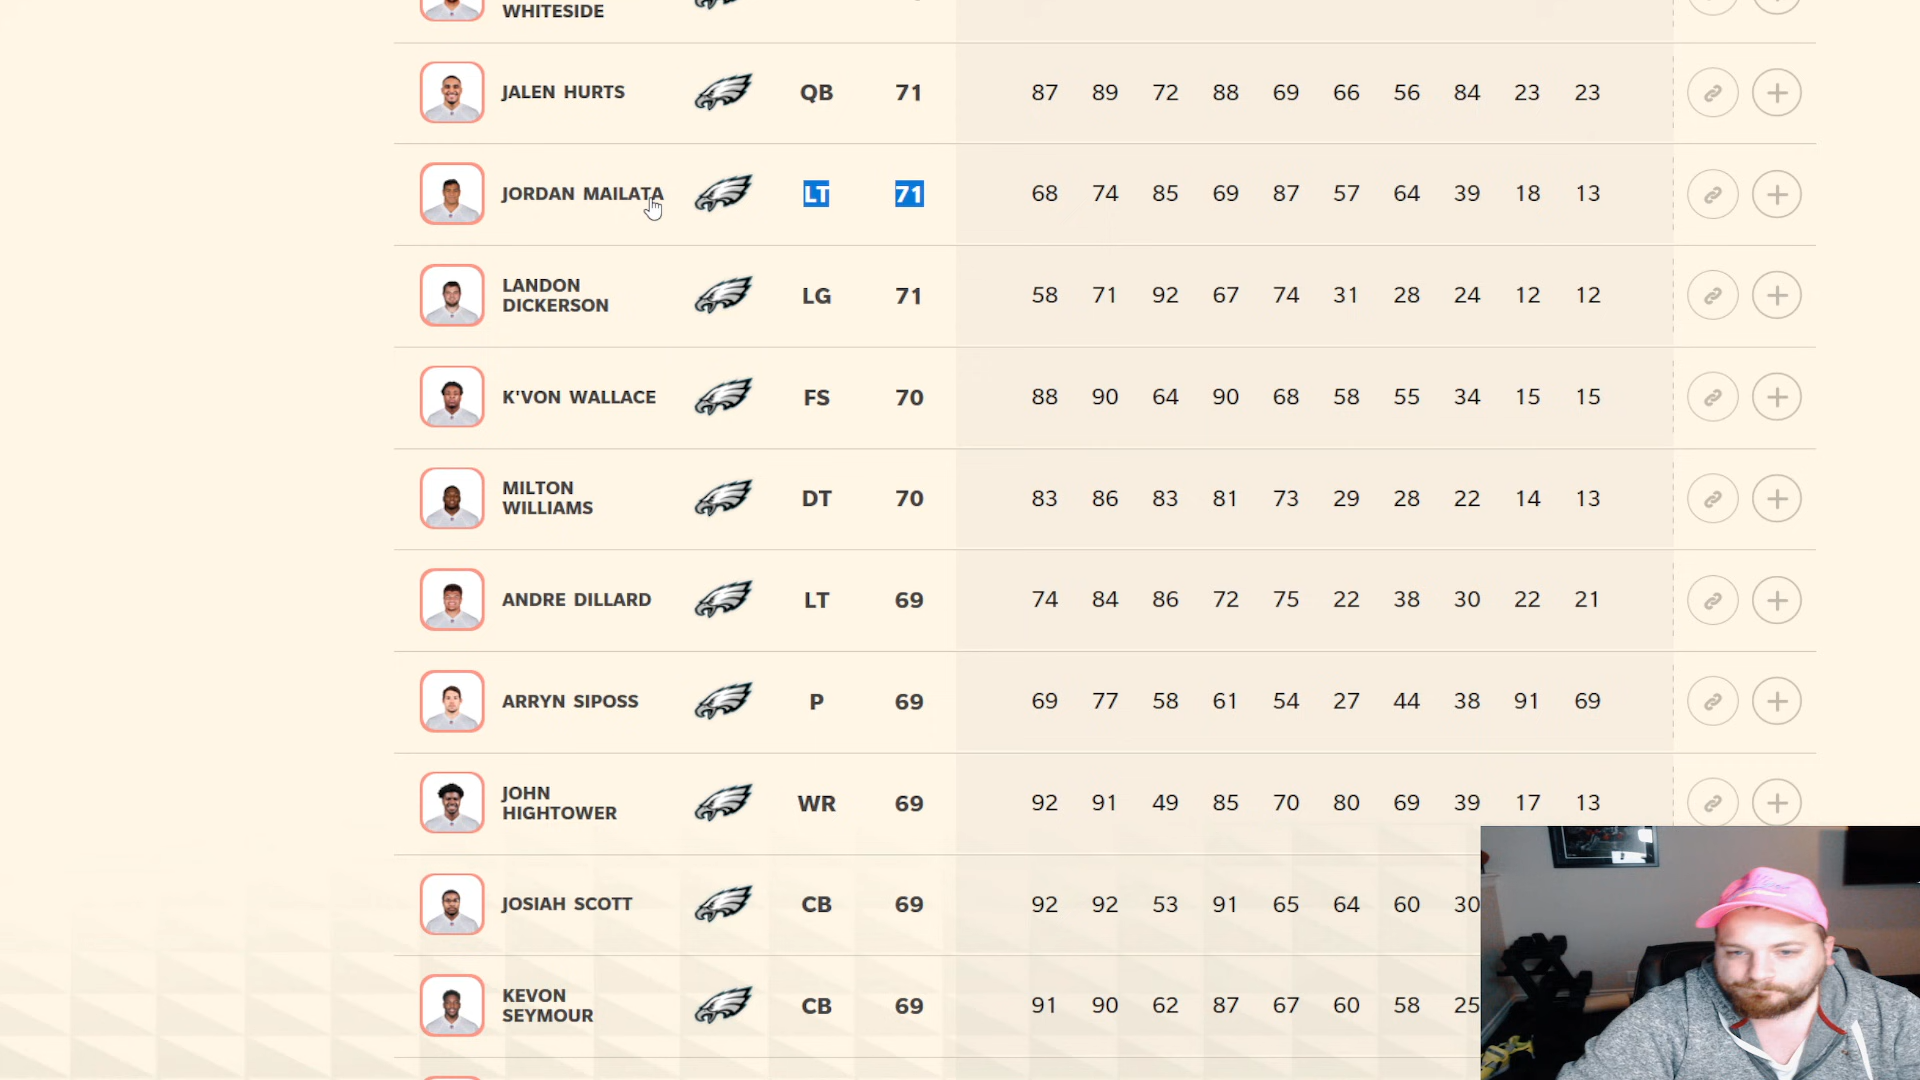 WHITESIDE
JALEN HURTS QB 71 87 89 72 88 69 66 56 84 23 23
JORDAN MAILATA LT 71 68 74 85 69 87 57 64 39 18 13
LANDON
DICKERSON LG 71 58 71 92 67 74 31 28 24 12 12
K'VON WALLACE FS 70 88 90 64 90 68 58 55 34 15 15
MILTON
WILLIAMS DT 70 83 86 83 81 73 29 28 22 14 13
ANDRE DILLARD LT 69 74 84 86 72 75 22 38 30 22 21
ARRYN SIPOSS P 69 69 77 58 61 54 27 44 38 91 69
JOHN
HIGHTOWER WR 69 92 91 49 85 70 80 69 39 17 13
JOSIAH SCOTT CB 69 92 92 53 91 65 64 60 30
KEVON
SEYMOUR CB 69 91 90 62 87 67 60 58 25